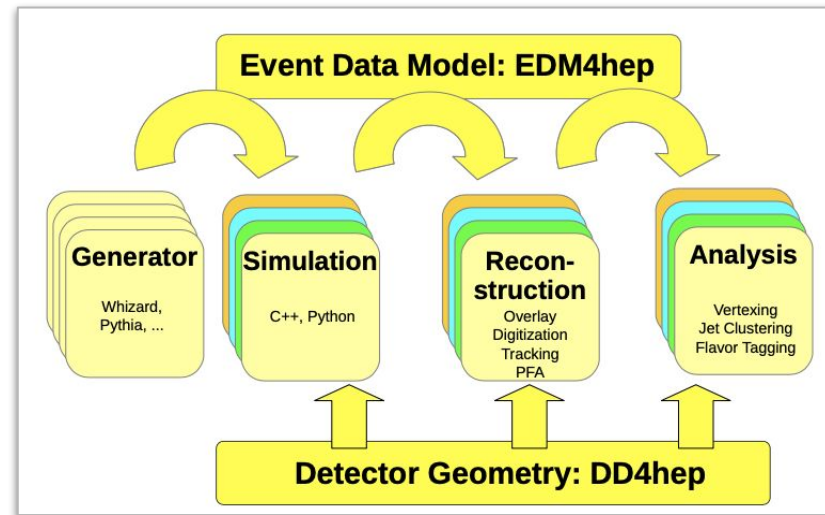 Event Data Model: EDM4hep
Generator
Whizard,
Pythia, ...
Simulation
C++, Python
Recon-
struction
Overlay
Digitization
Tracking
PFA
Analysis
Vertexing
Jet Clustering
Flavor Tagging
Detector Geometry: DD4hep